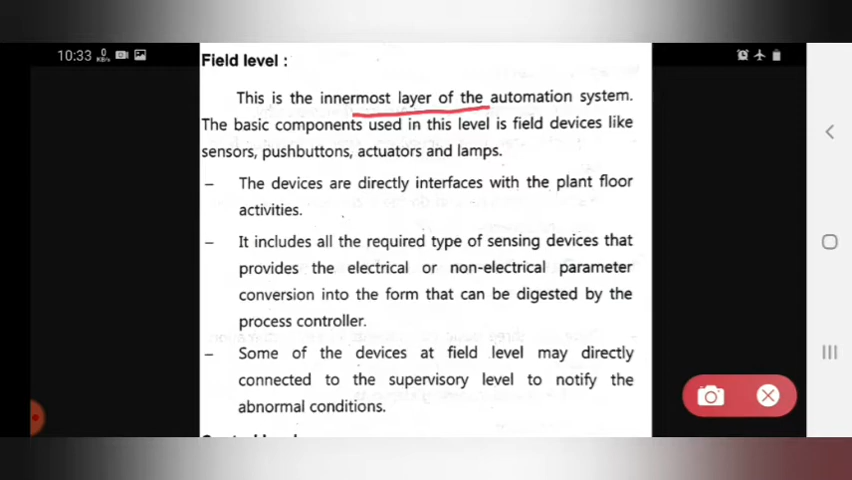 10:33 0 KB/s
Field level :
This is the innermost layer of the automation system.
The basic components used in this level is field devices like
sensors, pushbuttons, actuators and lamps.
– The devices are directly interfaces with the plant floor
activities.
– It includes all the required type of sensing devices that
provides the electrical or non-electrical parameter
conversion into the form that can be digested by the
process controller.
– Some of the devices at field level may directly
connected to the supervisory level to notify the
abnormal conditions.